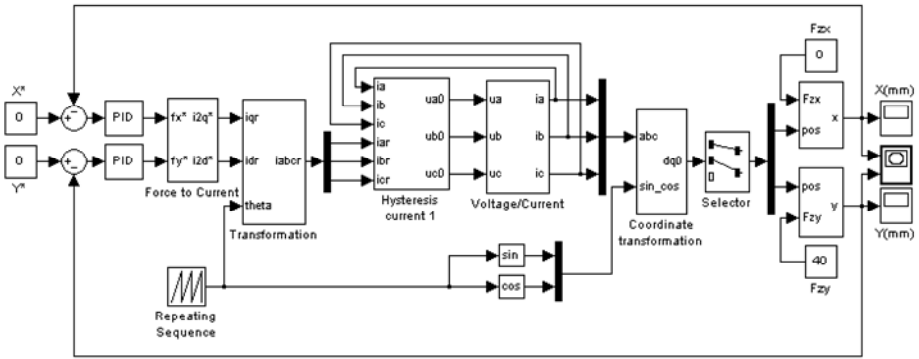 X*
0
PID
fx* i2q*
fy* i2d*
Force to Current
0
Y*
PID
iqr
idr
theta
iabcr
Transformation
Repeating
Sequence
ia
ib
ic
iar
ibr
icr
ua0
ub0
uc0
Hysteresis
current 1
ua
ub
uc
ia
ib
ic
Voltage/Current
sin
cos
abc
sin_cos
dq0
Coordinate
transformation
Selector
Fzx
0
Fzx
pos
x
pos
Fzy
y
40
Fzy
X(mm)
Y(mm)